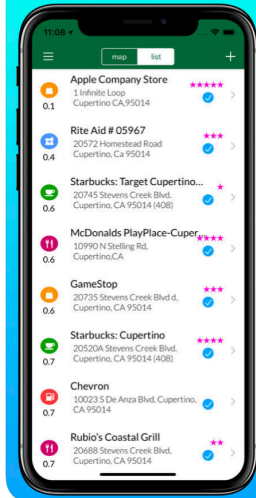 11:08
map list
Apple Company Store
1 Infinite Loop
Cupertino CA,95014
0.1
Rite Aid # 05967
20572 Homestead Road
Cupertino, Ca 95014
0.4
Starbucks: Target Cupertino...
20745 Stevens Creek Blvd.
Cupertino, CA 95014 (408)
0.6
McDonalds PlayPlace-Cuper...
10990 N Stelling Rd,
Cupertino,CA
0.6
GameStop
20735 Stevens Creek Blv d,
Cupertino, CA 95014
0.6
Starbucks: Cupertino
20520A Stevens Creek Blvd.
Cupertino, CA 95014 (408)
0.7
Chevron
10023 S De Anza Blvd, Cupertino,
CA 95014
0.7
Rubio's Coastal Grill
20688 Stevens Creek Blvd,
Cupertino, CA 95014
0.7